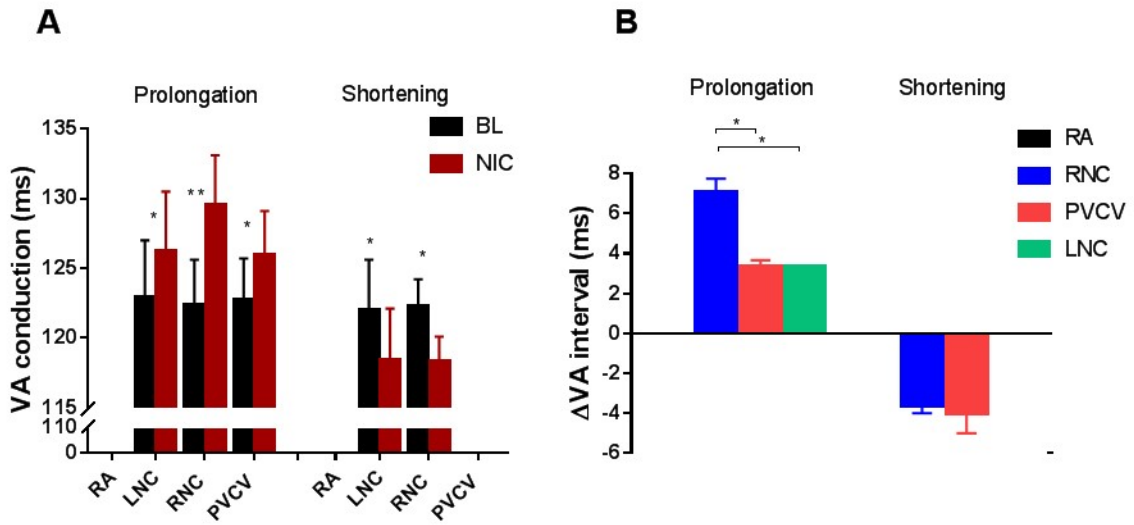 A
Prolongation
Shortening
BL
NIC
VA conduction (ms)
135
130
125
120
115
110
0
*
**
*
*
*
RA
LNC
RNC
PVCV
RA
LNC
RNC
PVCV
B
Prolongation
Shortening
*
*
RA
RNC
PVCV
LNC
ΔVA interval (ms)
8
6
4
2
0
-2
-4
-6